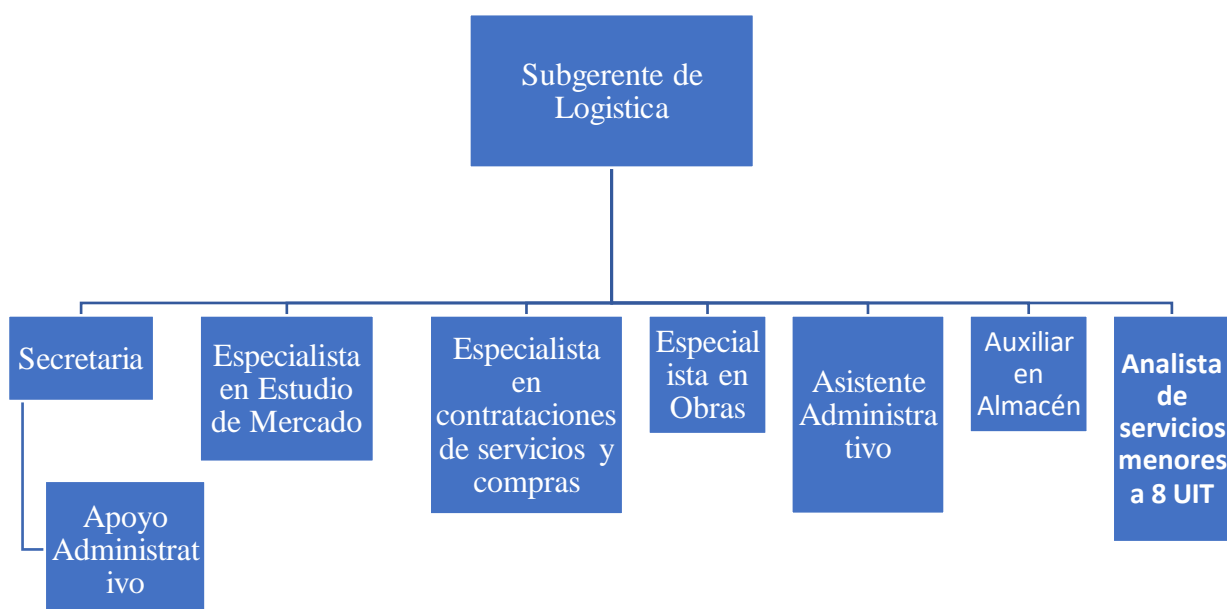 Subgerente de
Logistica
Secretaria
Especialista
en Estudio
de Mercado
Especialista
en
contrataciones
de servicios y
compras
Especial
ista en
Obras
Asistente
Administra
tivo
Auxiliar
en
Almacén
Analista
de
servicios
menores
a 8 UIT
Apoyo
Administrat
ivo